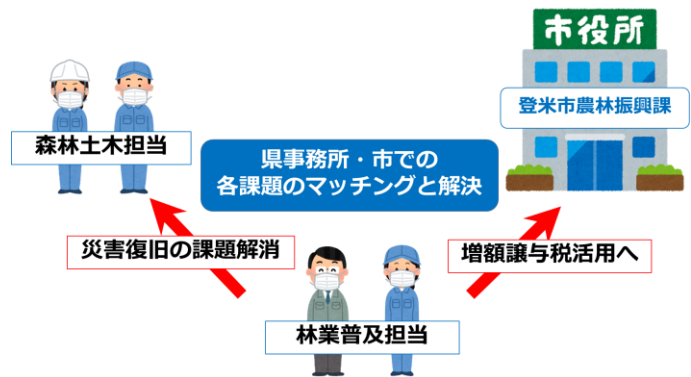 市役所
登米市農林振興課
森林土木担当
県事務所・市での
各課題のマッチングと解決
災害復旧の課題解消
増額譲与税活用へ
林業普及担当